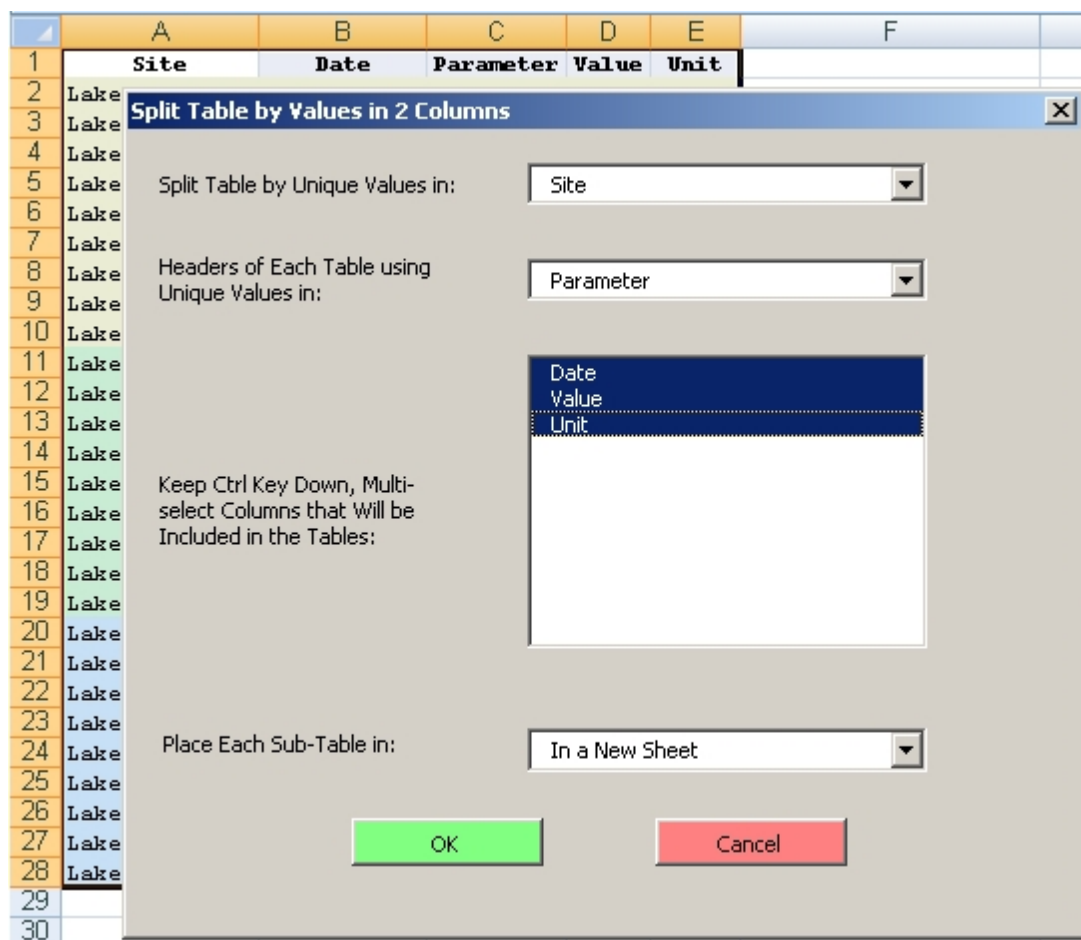 A B C D E F
1 Site Date Parameter Value Unit
2 Lake
3 Lake
4 Lake
5 Lake
6 Lake
7 Lake
8 Lake
9 Lake
10 Lake
11 Lake
12 Lake
13 Lake
14 Lake
15 Lake
16 Lake
17 Lake
18 Lake
19 Lake
20 Lake
21 Lake
22 Lake
23 Lake
24 Lake
25 Lake
26 Lake
27 Lake
28 Lake
29
30
Split Table by Values in 2 Columns
Split Table by Unique Values in: Site
Headers of Each Table using
Unique Values in:
Parameter
Date
Value
Unit
Keep Ctrl Key Down, Multi-
select Columns that Will be
Included in the Tables:
Place Each Sub-Table in: In a New Sheet
OK Cancel